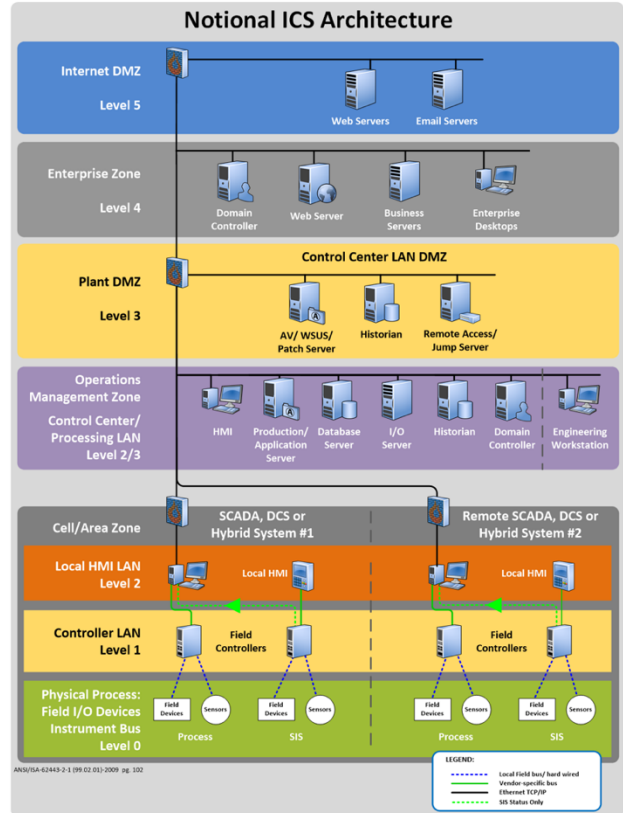 Notional ICS Architecture
Internet DMZ
Level 5
Web Servers
Email Servers
Enterprise Zone
Level 4
Domain
Controller
Web Server
Business
Servers
Enterprise
Desktops
Control Center LAN DMZ
Plant DMZ
Level 3
AV/ WSUS/
Patch Server
Historian
Remote Access/
Jump Server
Operations
Management Zone
Control Center/
Processing LAN
Level 2/3
HMI
Production/
Application
Server
Database
Server
I/O
Server
Historian
Domain
Controller
Engineering
Workstation
Cell/Area Zone
SCADA, DCS or
Hybrid System #1
Remote SCADA, DCS or
Hybrid System #2
Local HMI LAN
Level 2
Local HMI
Local HMI
Controller LAN
Level 1
Field
Controllers
Field
Controllers
Physical Process:
Field I/O Devices
Instrument Bus
Level 0
Field
Devices
Sensors
Process
Field
Devices
Sensors
SIS
Field
Devices
Sensors
Process
Field
Devices
Sensors
SIS
ANSI/ISA-62443-2-1 (99.02.01)-2009 pg. 102
LEGEND:
Local Field bus/ hard wired
Vendor-specific bus
Ethernet TCP/IP
SIS Status Only